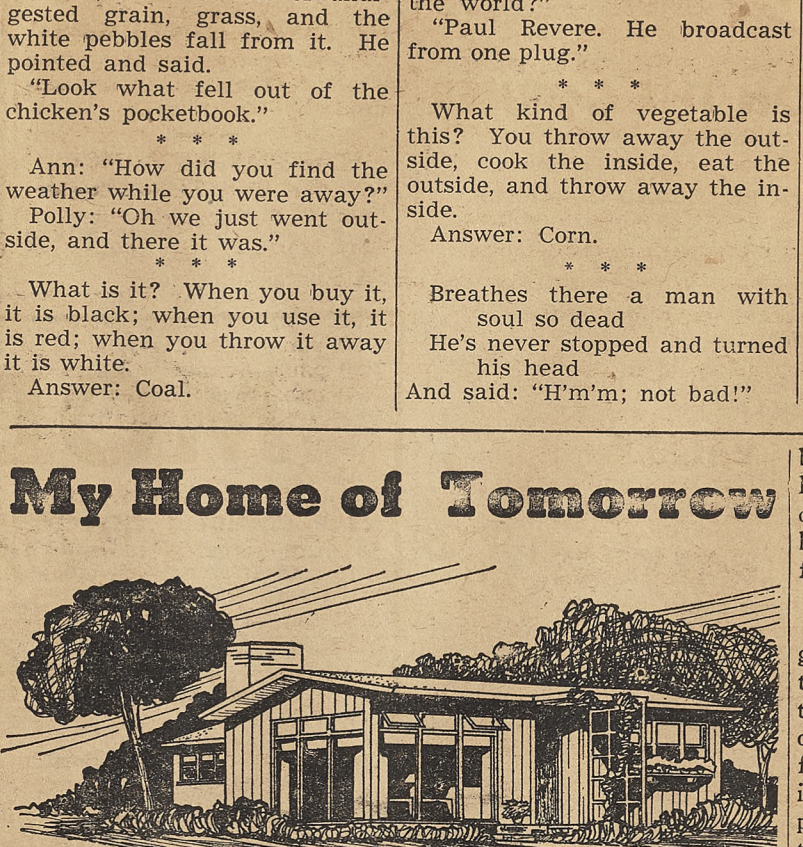 gested grain, grass, and the
white pebbles fall from it. He
pointed and said.
"Look what fell out of the
chicken's pocketbook."
* * *
Ann: "How did you find the
weather while you were away?"
Polly: "Oh we just went out-
side, and there it was."
* * *
What is it? When you buy it,
it is black; when you use it, it
is red; when you throw it away
it is white.
Answer: Coal.
the world?"
"Paul Revere. He broadcast
from one plug."
* * *
What kind of vegetable is
this? You throw away the out-
side, cook the inside, eat the
outside, and throw away the in-
side.
Answer: Corn.
* * *
Breathes there a man with
soul so dead
He's never stopped and turned
his head
And said: "H'm'm; not bad!"
My Home of Tomorrow